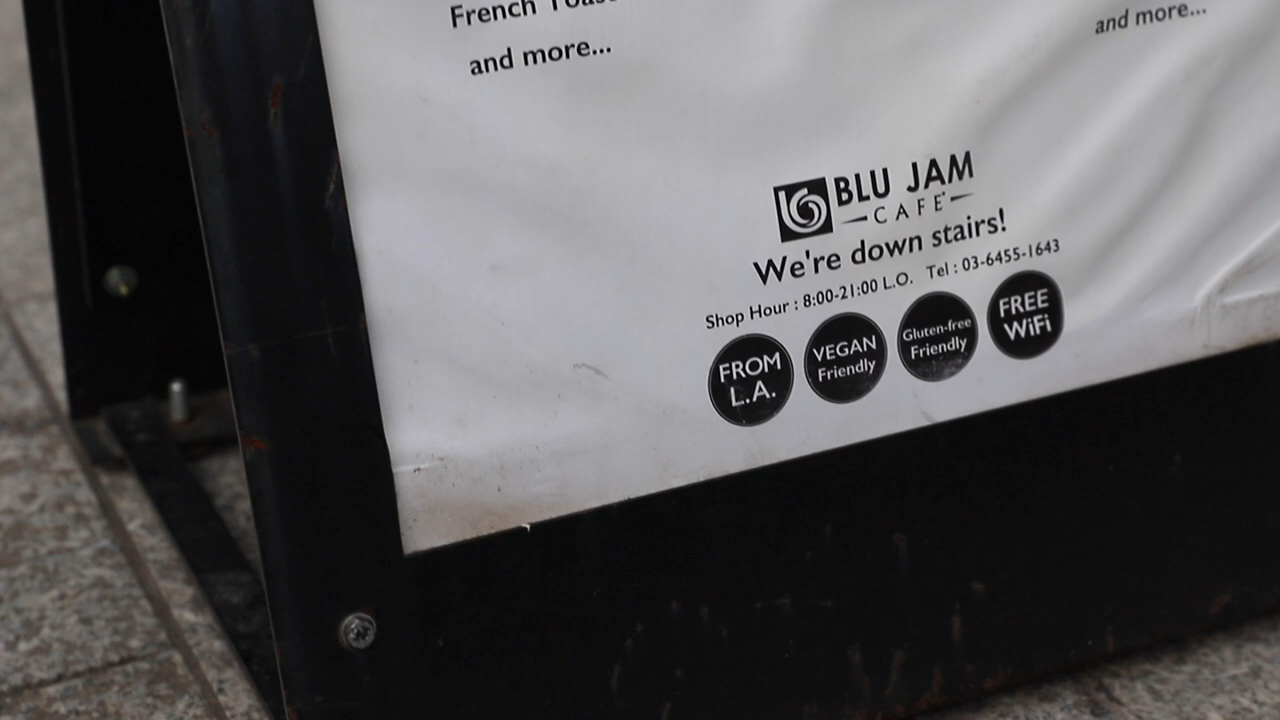 French Toast
and more...
and more...
BLU JAM
CAFE
We're down stairs!
Shop Hour : 8:00-21:00 L.O. Tel : 03-6455-1643
FROM
L.A.
VEGAN
Friendly
Gluten-free
Friendly
FREE
WiFi